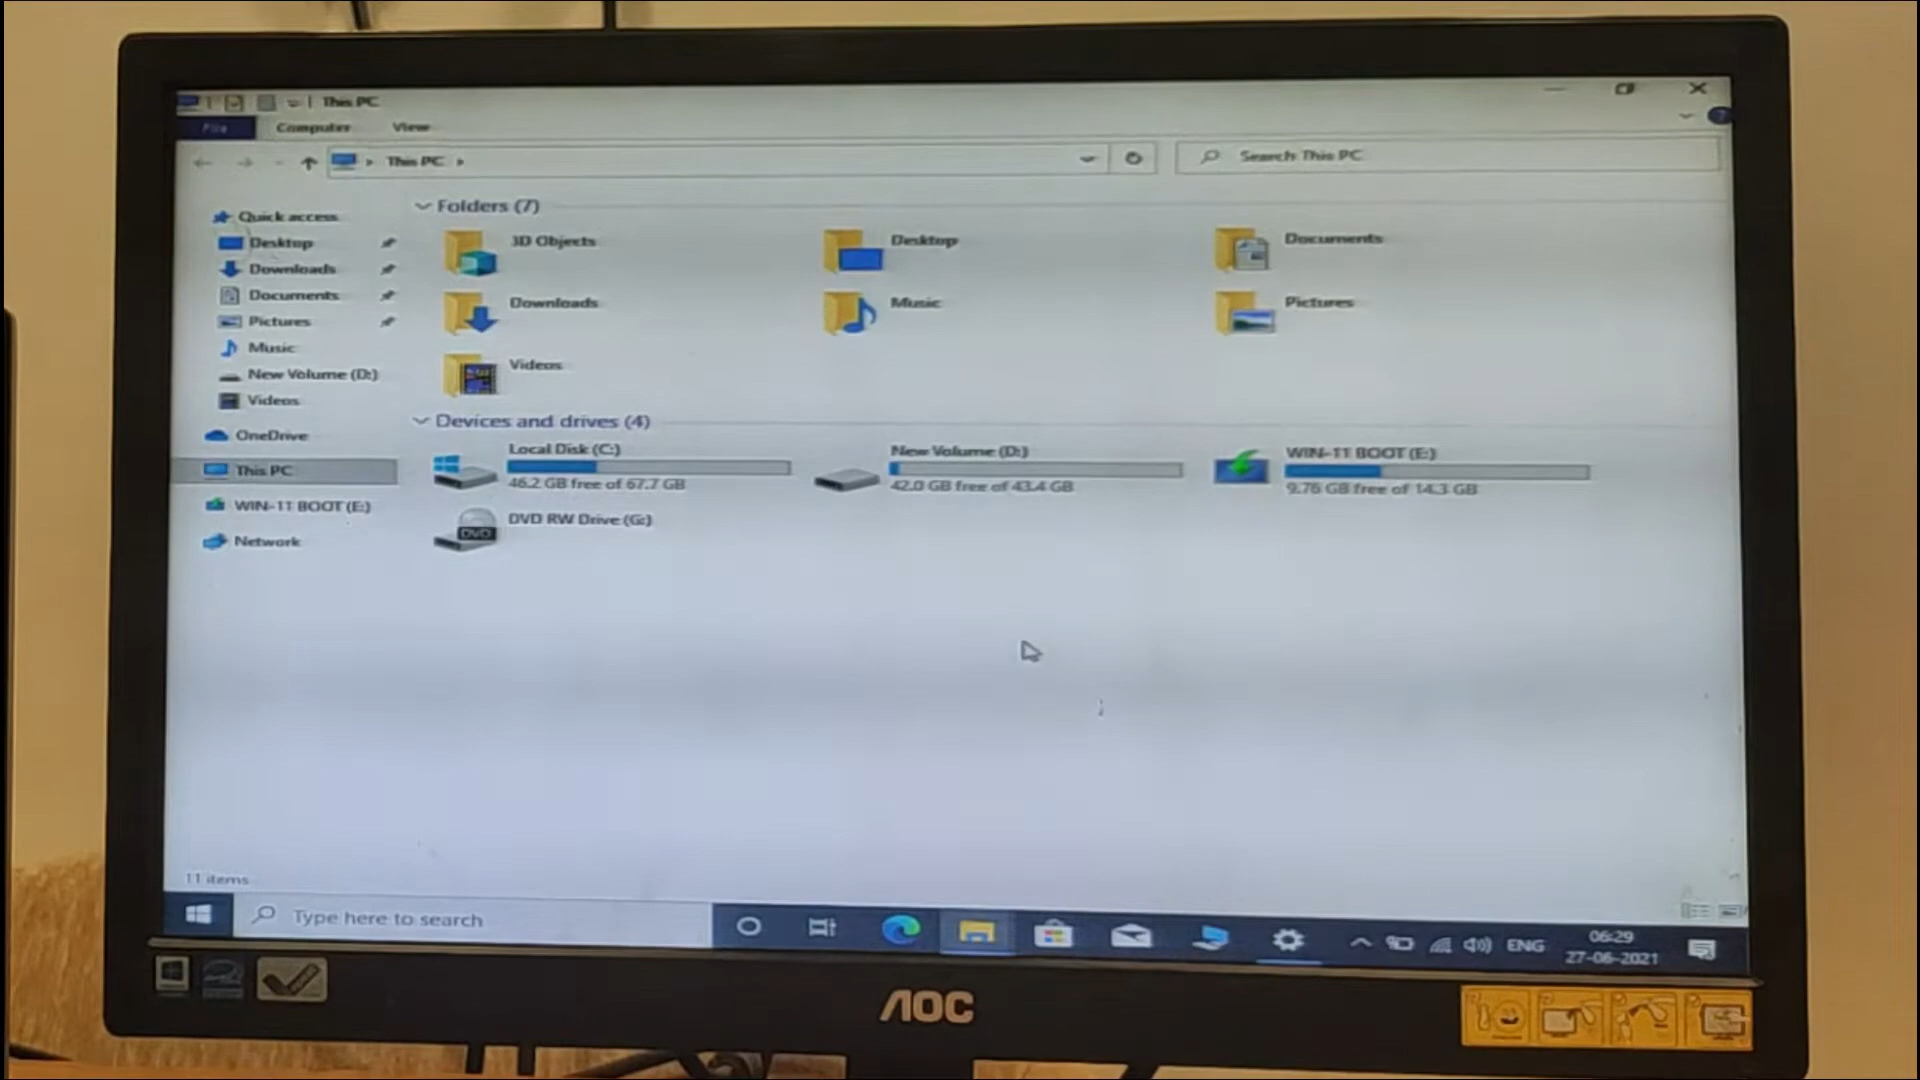 This PC
File Computer View
This PC
Search This PC
Quick access
Desktop
Downloads
Documents
Pictures
Music
New Volume (D:)
Videos
OneDrive
This PC
WIN-11 BOOT (E:)
Network
Folders (7)
3D Objects
Desktop
Documents
Downloads
Music
Pictures
Videos
Devices and drives (4)
Local Disk (C:)
46.2 GB free of 67.7 GB
New Volume (D:)
42.0 GB free of 43.4 GB
WIN-11 BOOT (E:)
9.76 GB free of 14.3 GB
DVD RW Drive (G:)
DVD
11 items
Type here to search
ENG
06:29
27-06-2021
AOC